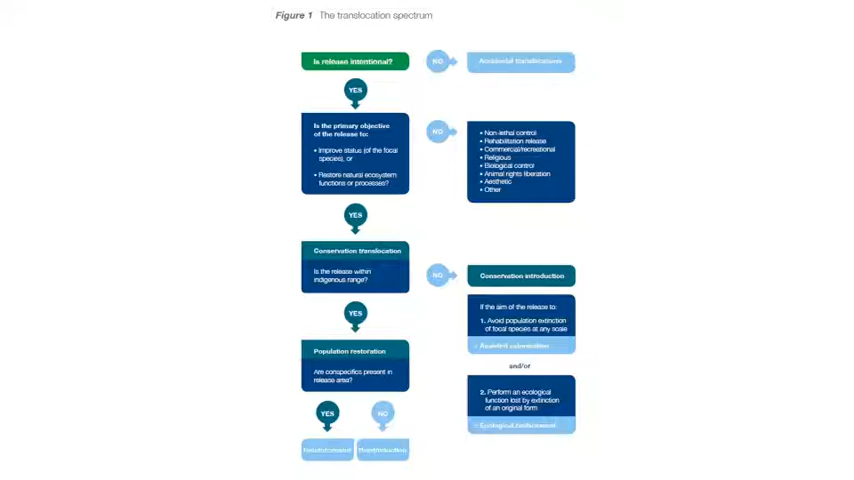 Figure 1 The translocation spectrum
Is release intentional?
NO
Accidental translocations
YES
Is the primary objective
of the release to:
• Improve status (of the focal
species), or
• Restore natural ecosystem
functions or processes?
NO
• Non-lethal control
• Rehabilitation release
• Commercial/recreational
• Religious
• Biological control
• Animal rights liberation
• Aesthetic
• Other
YES
Conservation translocation
Is the release within
indigenous range?
NO
Conservation introduction
If the aim of the release to:
1. Avoid population extinction
of focal species at any scale
= Assisted colonisation
and/or
2. Perform an ecological
function lost by extinction
of an original form
= Ecological replacement
YES
Population restoration
Are conspecifics present in
release area?
YES
NO
Reinforcement
Reintroduction